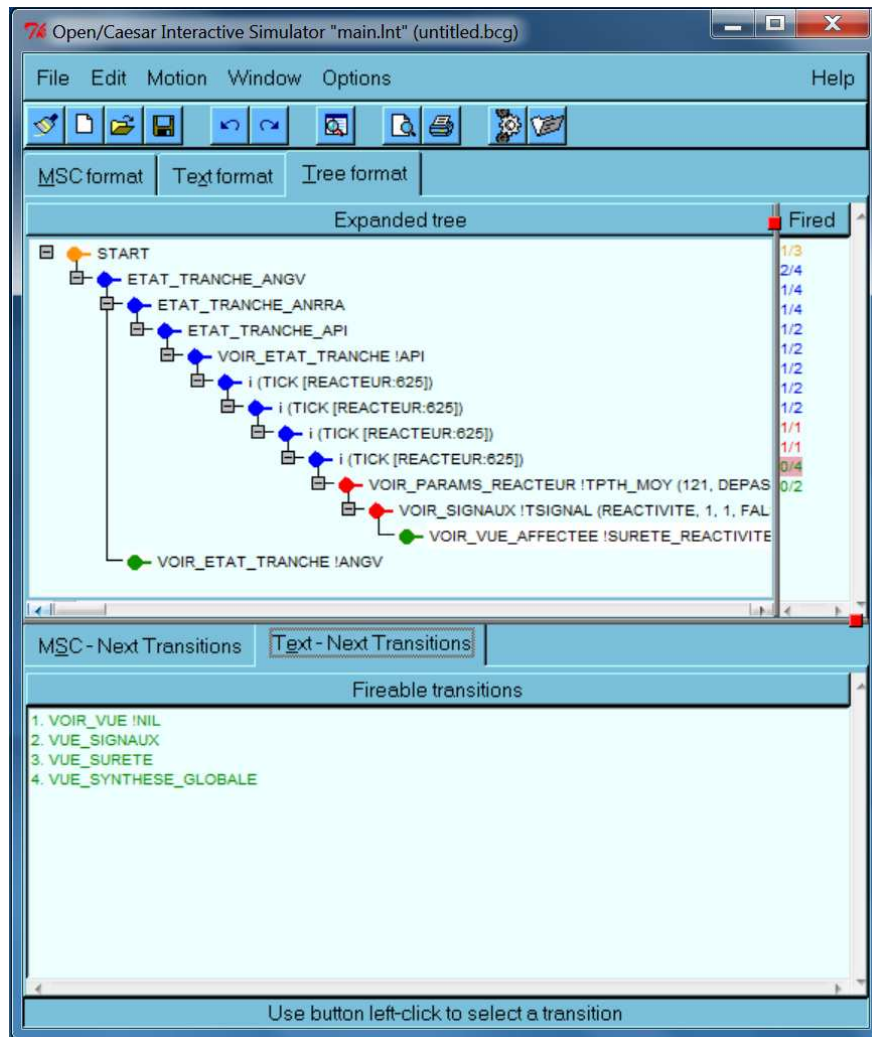 7% Open/Caesar Interactive Simulator "main.lnt" (untitled.bcg)
File Edit Motion Window Options Help
MSC format Text format Tree format
Expanded tree Fired
START 1/3
ETAT_TRANCHE_ANGV 2/4
ETAT_TRANCHE_ANRRA 1/4
ETAT_TRANCHE_API 1/4
VOIR_ETAT_TRANCHE !API 1/2
i (TICK [REACTEUR:625]) 1/2
i (TICK [REACTEUR:625]) 1/2
i (TICK [REACTEUR:625]) 1/2
i (TICK [REACTEUR:625]) 1/2
VOIR_PARAMS_REACTEUR !TPTH_MOY (121, DEPAS 1/1
VOIR_SIGNAUX !TSIGNAL (REACTIVITE, 1, 1, FAL 1/1
VOIR_VUE_AFFECTEE !SURETE_REACTIVITE 0/4
VOIR_ETAT_TRANCHE !ANGV 0/2
MSC - Next Transitions Text - Next Transitions
Fireable transitions
1. VOIR_VUE !NIL
2. VUE_SIGNAUX
3. VUE_SURETE
4. VUE_SYNTHESE_GLOBALE
Use button left-click to select a transition